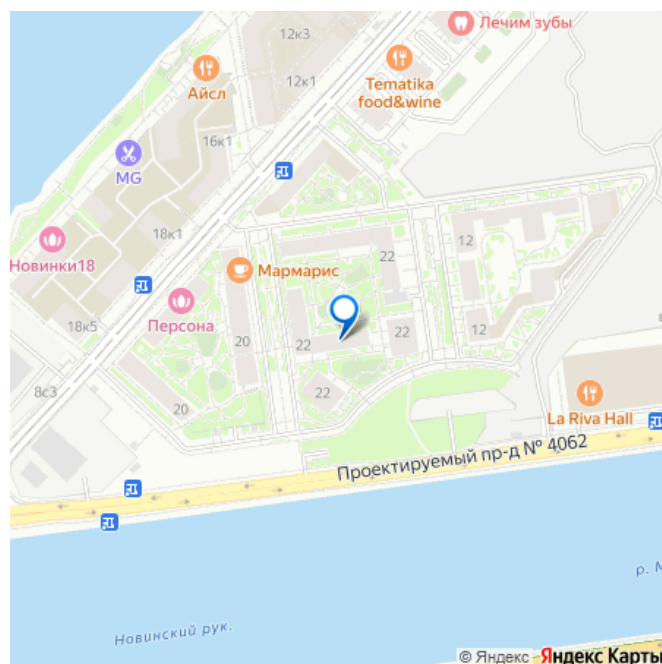 12к3
Лечим зубы
Айсл
12к1
Tematika
food&wine
16к1
MG
18к1
12
22
12
Новинки18
Мармарис
Персона
18к5
20
22
22
12
8с3
22
20
La Riva Hall
Проектируемый пр-д № 4062
р. М
Новинский рук.
© Яндекс Яндекс Карты